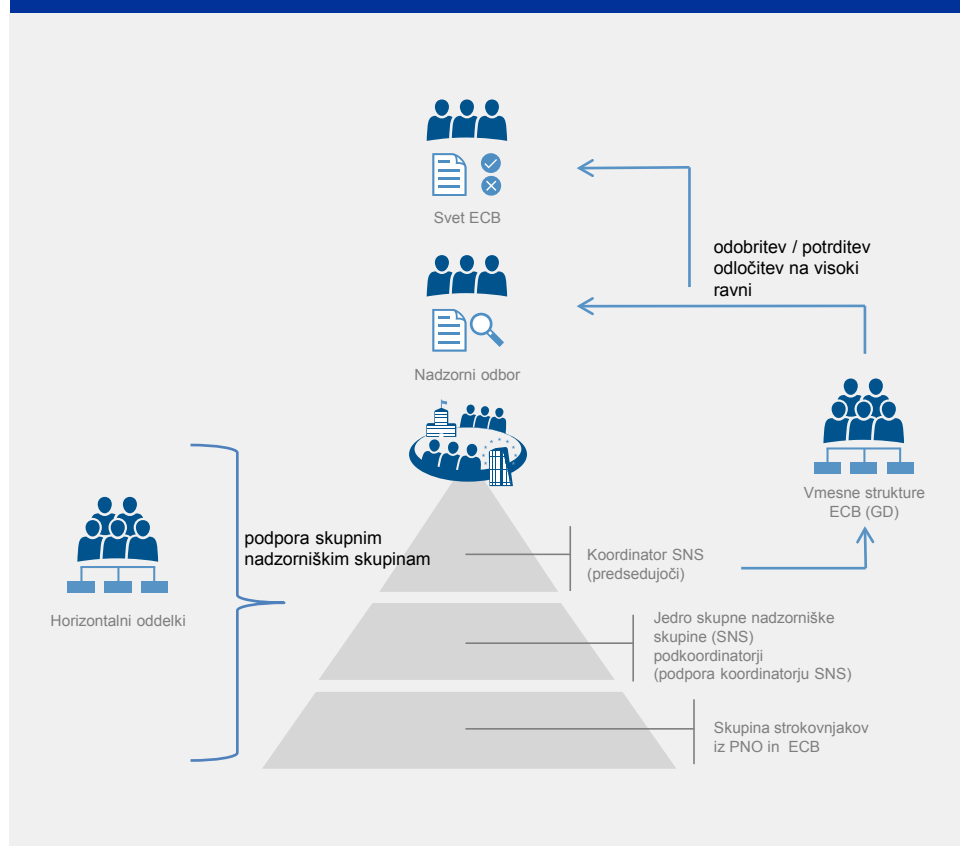 Svet ECB
odobritev / potrditev
odločitev na visoki
ravni
Nadzorni odbor
Vmesne strukture
ECB (GD)
podpora skupnim
nadzorniškim skupinam
Koordinator SNS
(predsedujoči)
Horizontalni oddelki
Jedro skupne nadzorniške
skupine (SNS)
podkoordinatorji
(podpora koordinatorju SNS)
Skupina strokovnjakov
iz PNO in ECB